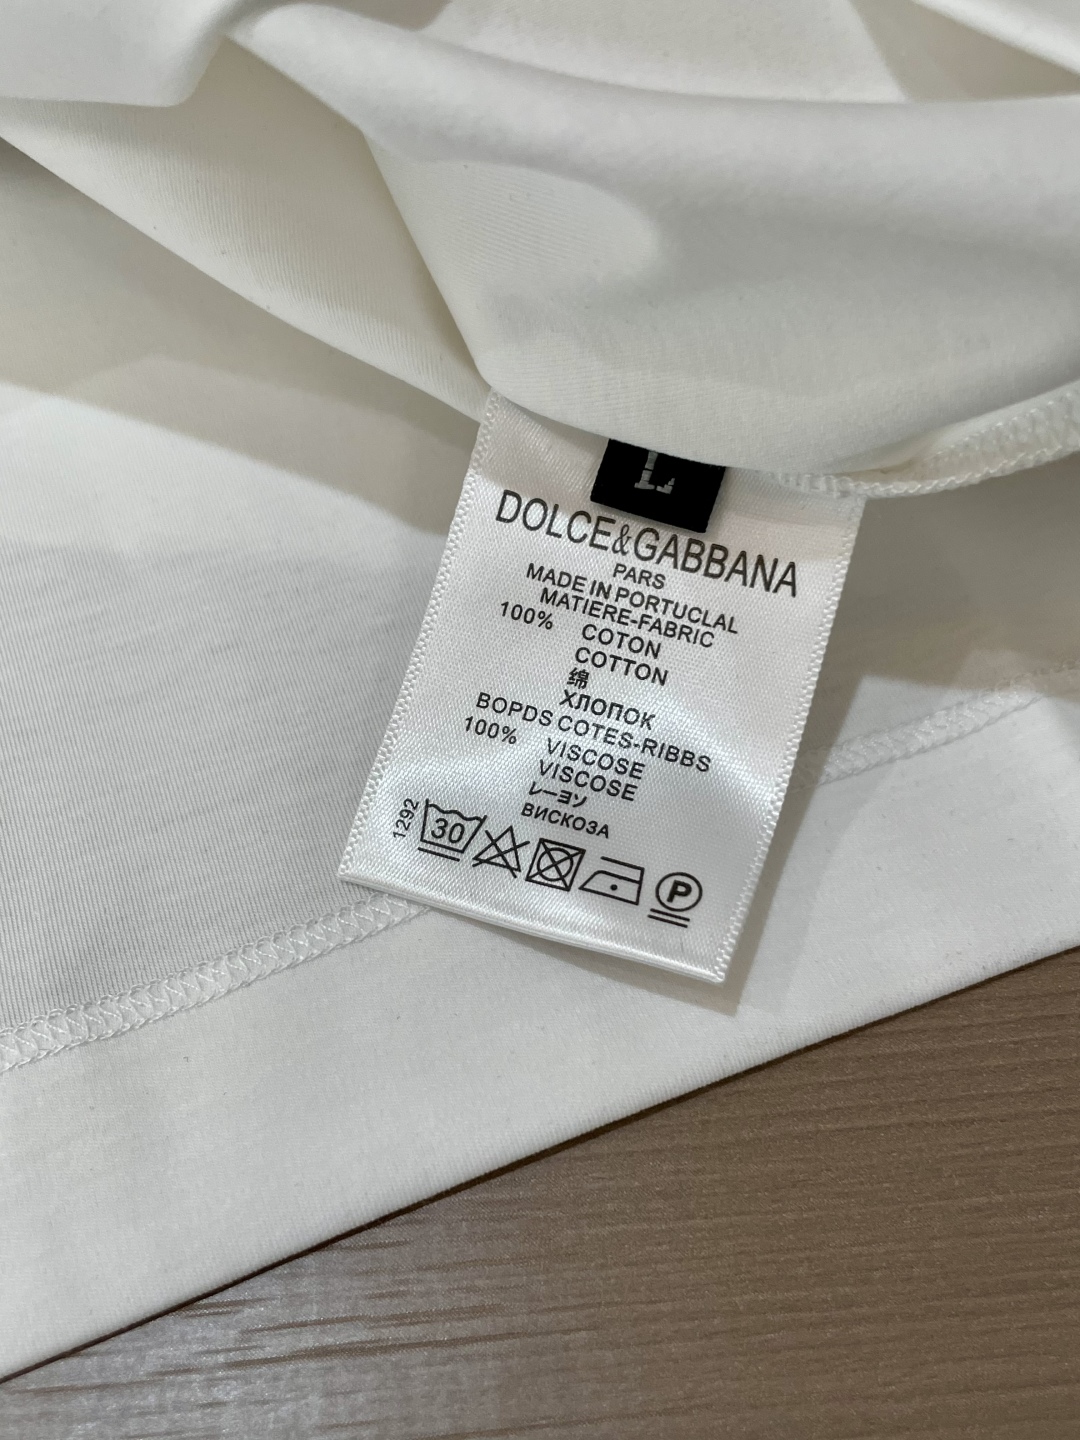 L
DOLCE&GABBANA
PARS
MADE IN PORTUCLAL
MATIERE-FABRIC
100% COTON
COTTON
绵
ХЛОПОК
BOPDS COTES-RIBBS
100% VISCOSE
VISCOSE
レーヨン
ВИСКОЗА
1292
30
P